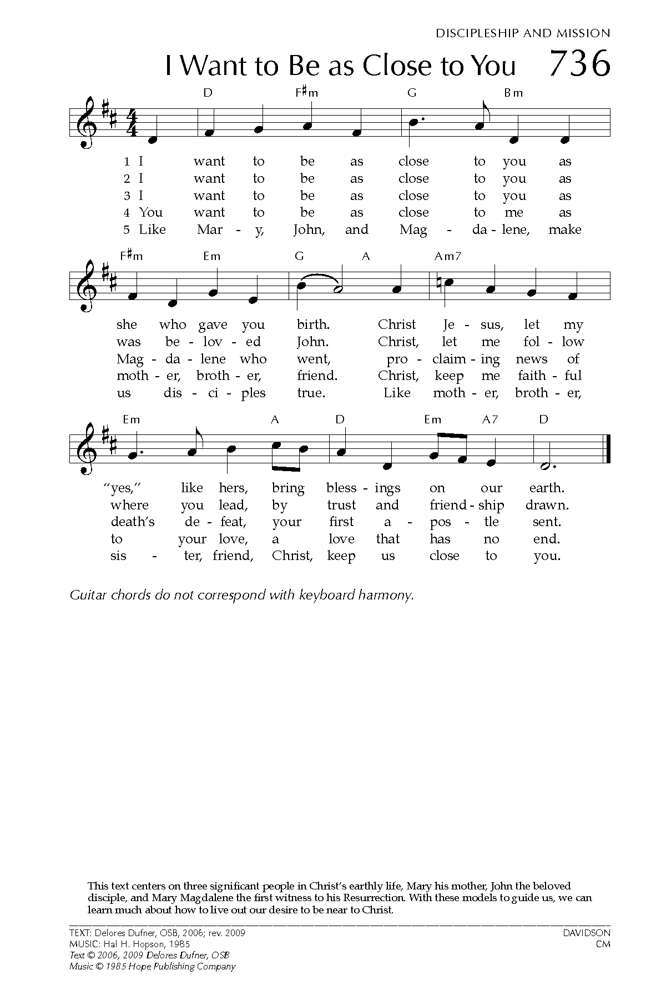 DISCIPLESHIP AND MISSION
I Want to Be as Close to You 736
D F♯m G Bm
1 I want to be as close to you as
2 I want to be as close to you as
3 I want to be as close to you as
4 You want to be as close to me as
5 Like Mar - y, John, and Mag - da - lene, make
F♯m Em G A Am7
she who gave you birth. Christ Je - sus, let my
was be - lov - ed John. Christ, let me fol - low
Mag - da - lene who went, pro - claim - ing news of
moth - er, broth - er, friend. Christ, keep me faith - ful
us dis - ci - ples true. Like moth - er, broth - er,
Em A D Em A7 D
“yes,” like hers, bring bless - ings on our earth.
where you lead, by trust and friend - ship drawn.
death’s de - feat, your first a - pos - tle sent.
to your love, a love that has no end.
sis - ter, friend, Christ, keep us close to you.
Guitar chords do not correspond with keyboard harmony.
This text centers on three significant people in Christ’s earthly life, Mary his mother, John the beloved
disciple, and Mary Magdalene the first witness to his Resurrection. With these models to guide us, we can
learn much about how to live out our desire to be near to Christ.
TEXT: Delores Dufner, OSB, 2006; rev. 2009 DAVIDSON
MUSIC: Hal H. Hopson, 1985 CM
Text © 2006, 2009 Delores Dufner, OSB
Music © 1985 Hope Publishing Company